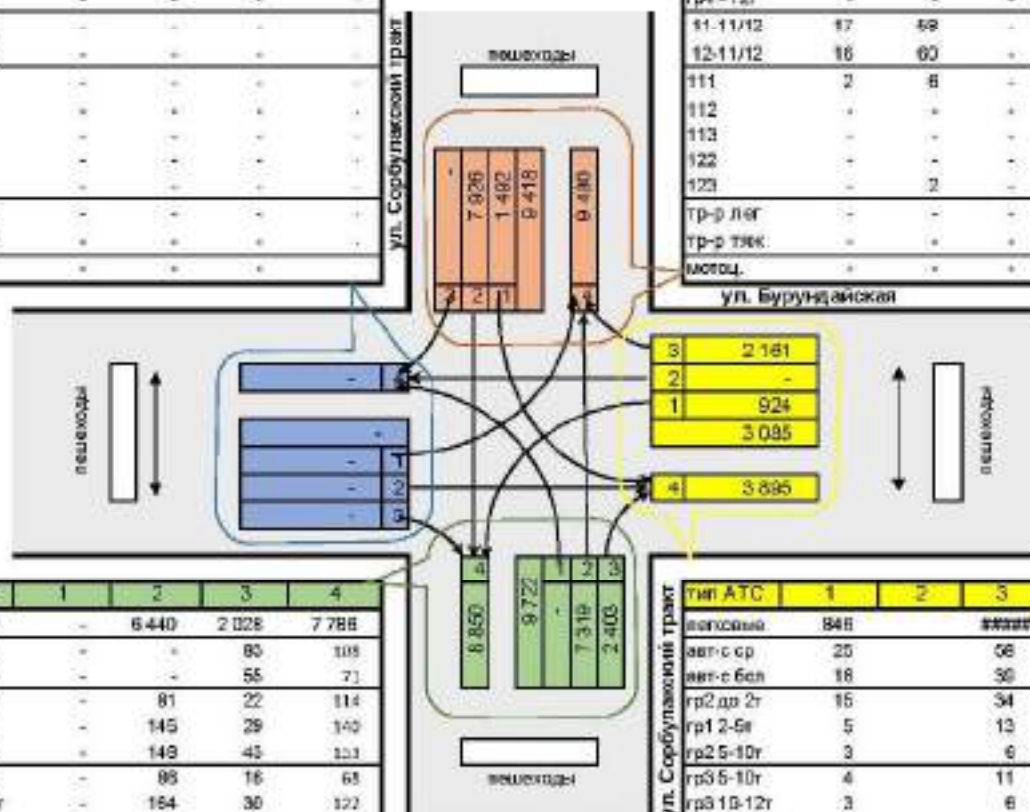 11-11/12 17 59 -
12-11/12 16 60 -
111 2 6 -
112 - - -
113 - - -
122 - - -
123 - 2 -
тр-р лег - - -
тр-р тяж - - -
мотоц. - - -
ул. Бурундайская
ул. Сорбулакский тракт
пешеходы
- 7 926 1 492 9 418
3 2 1
9 480
4
3 2 161
2 -
1 924
3 085
4 3 895
- 4
-
- 1
- 2
- 3
пешеходы
пешеходы
4
8 850
1 2 3
9 722 - 7 319 2 403
пешеходы
1 2 3 4
- 6 440 2 028 7 786
- - 80 108
- - 55 71
- 81 22 114
- 145 29 140
- 149 43
- 86 16 68
- 164 30 122
ул. Сорбулакский тракт
тип АТС 1 2 3
легковые 846 #####
авт-с ср 25 56
авт-с бол 18 39
гр2 до 2т 15 34
гр1 2-5т 5 13
гр2 5-10т 3 6
гр3 5-10т 4 11
гр3 10-12т 3 6